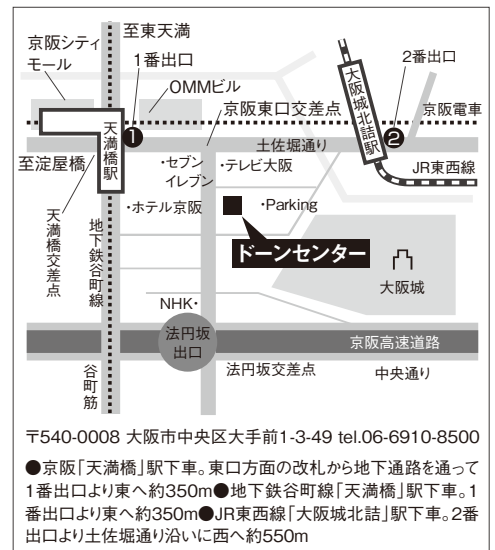 至東天満
京阪シティ
モール
1番出口
2番出口
OMMビル
京阪東口交差点
京阪電車
天満橋駅
❶
大阪城北詰駅
❷
土佐堀通り
至淀屋橋
・セブン
イレブン
・テレビ大阪
JR東西線
・ホテル京阪
・Parking
天満橋交差点
地下鉄谷町線
ドーンセンター
大阪城
NHK・
法円坂
出口
京阪高速道路
谷町筋
法円坂交差点
中央通り
〒540-0008 大阪市中央区大手前1-3-49 tel.06-6910-8500
●京阪「天満橋」駅下車。東口方面の改札から地下通路を通って
1番出口より東へ約350m●地下鉄谷町線「天満橋」駅下車。1
番出口より東へ約350m●JR東西線「大阪城北詰」駅下車。2番
出口より土佐堀通り沿いに西へ約550m